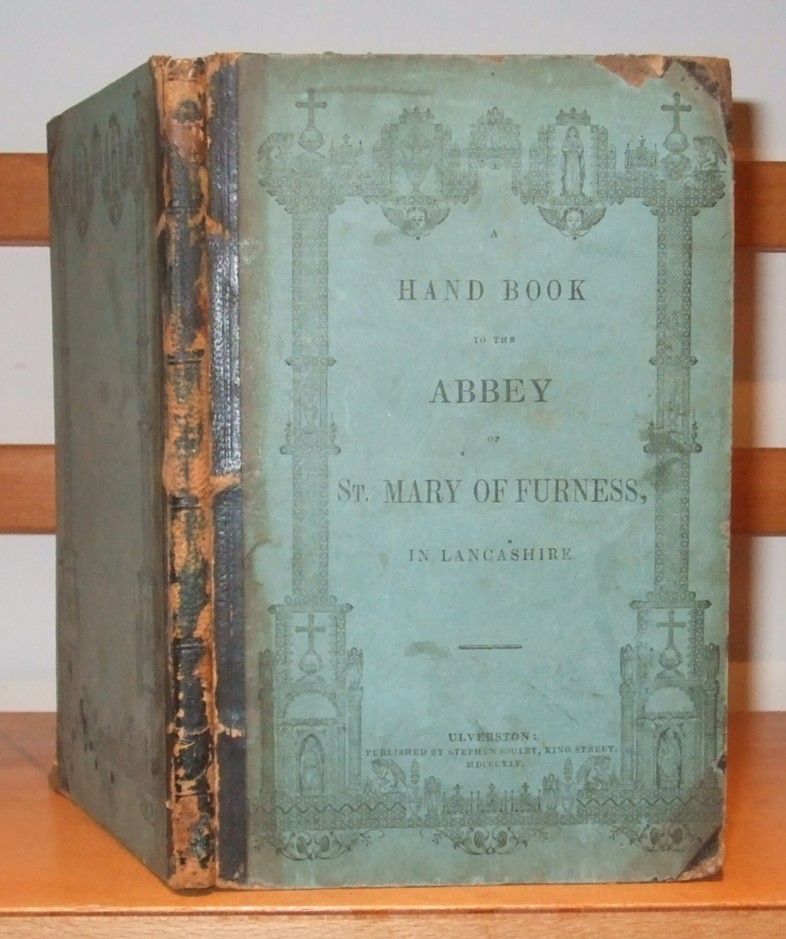 A
HAND BOOK
TO THE
ABBEY
OF
ST. MARY OF FURNESS,
IN LANCASHIRE.
ULVERSTON:
PUBLISHED BY STEPHEN SOULBY, KING STREET.
MDCCCXLV.